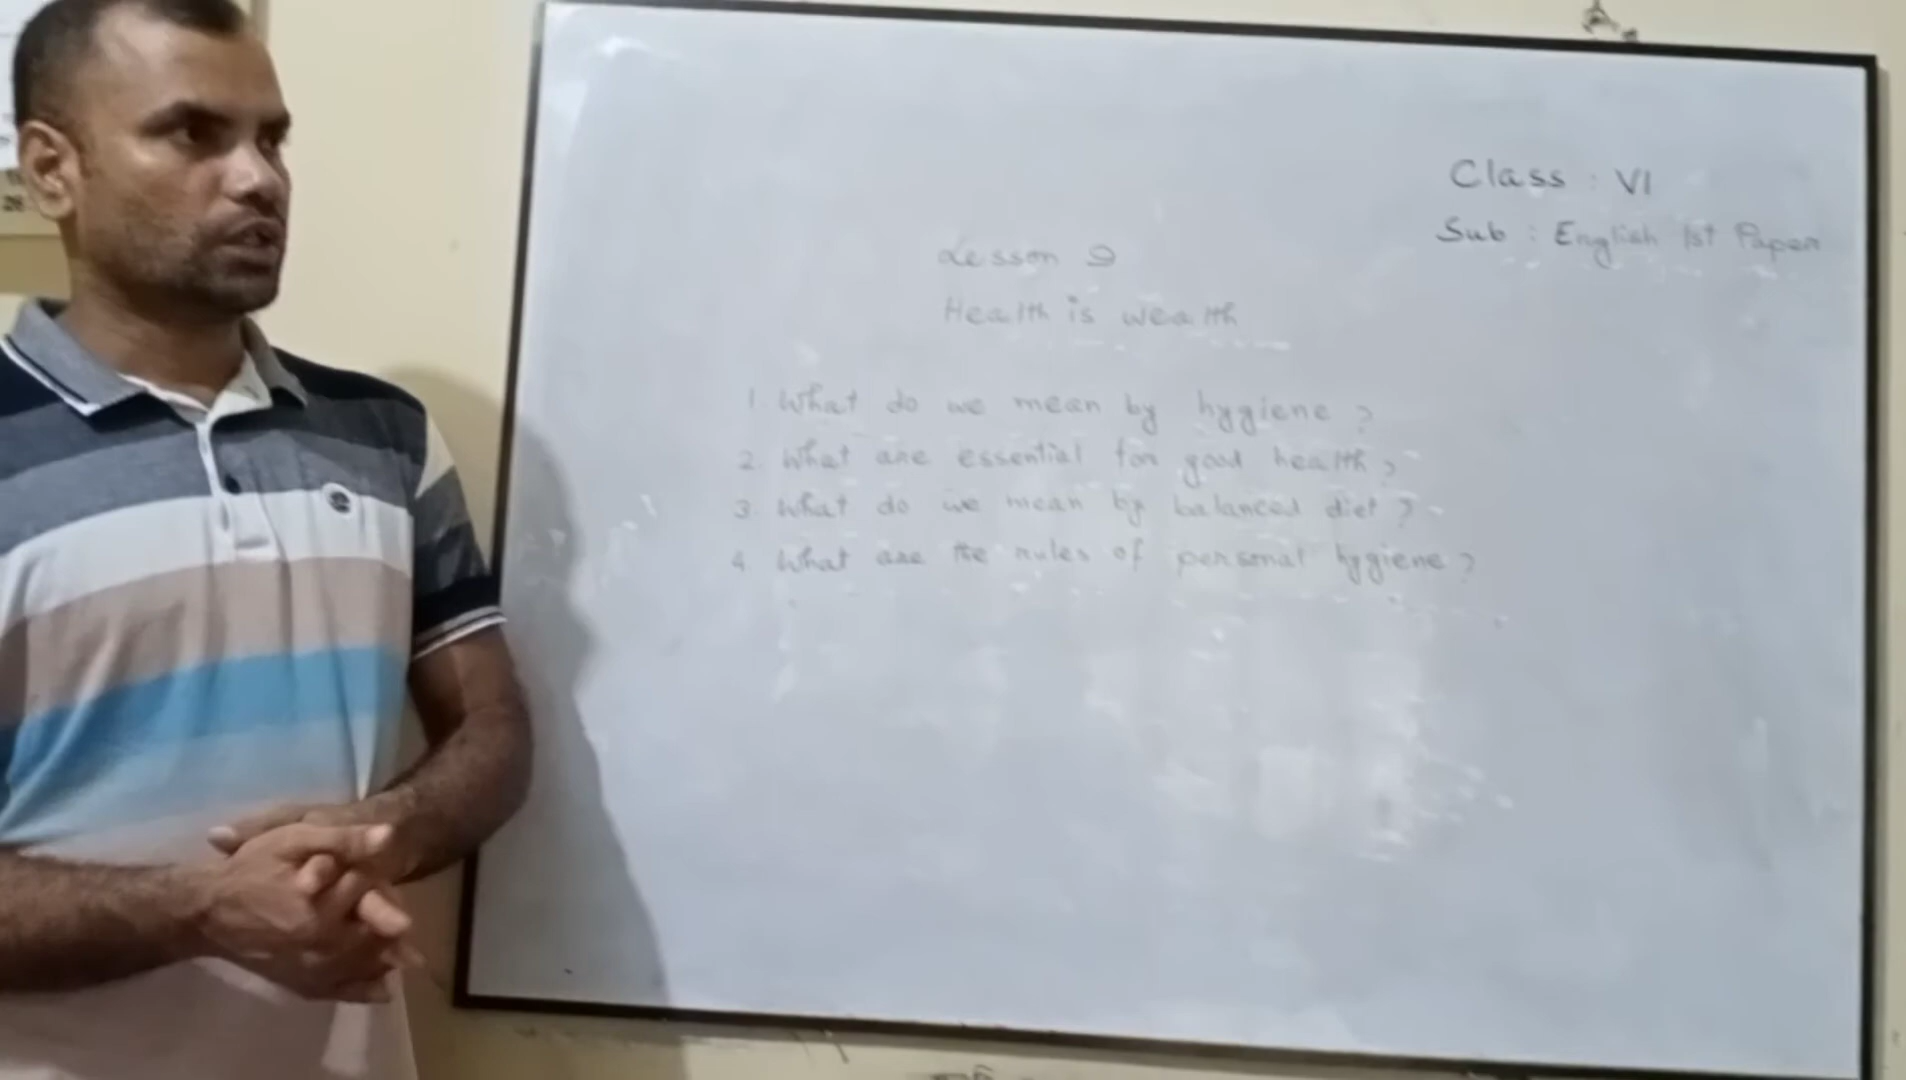 Class : VI
Sub : English 1st Paper
Lesson 9
Health is wealth
1. What do we mean by hygiene ?
2. What are essential for good health ?
3. What do we mean by balanced diet ?
4. What are the rules of personal hygiene ?
26